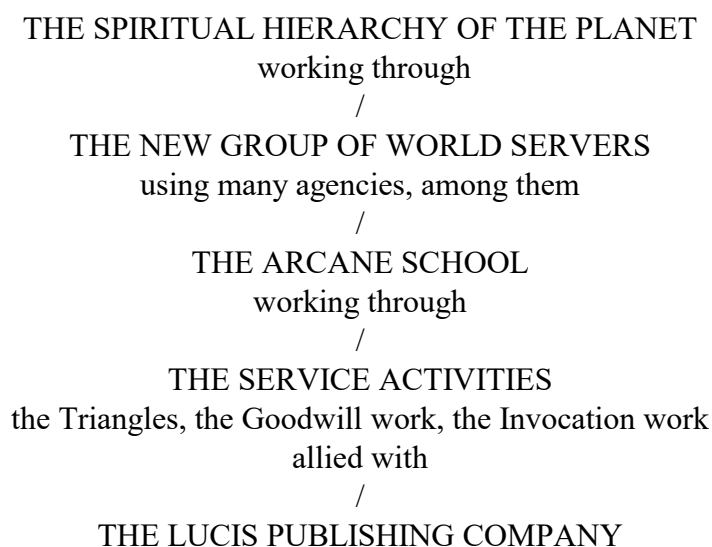 THE SPIRITUAL HIERARCHY OF THE PLANET
working through
/
THE NEW GROUP OF WORLD SERVERS
using many agencies, among them
/
THE ARCANE SCHOOL
working through
/
THE SERVICE ACTIVITIES
the Triangles, the Goodwill work, the Invocation work
allied with
/
THE LUCIS PUBLISHING COMPANY